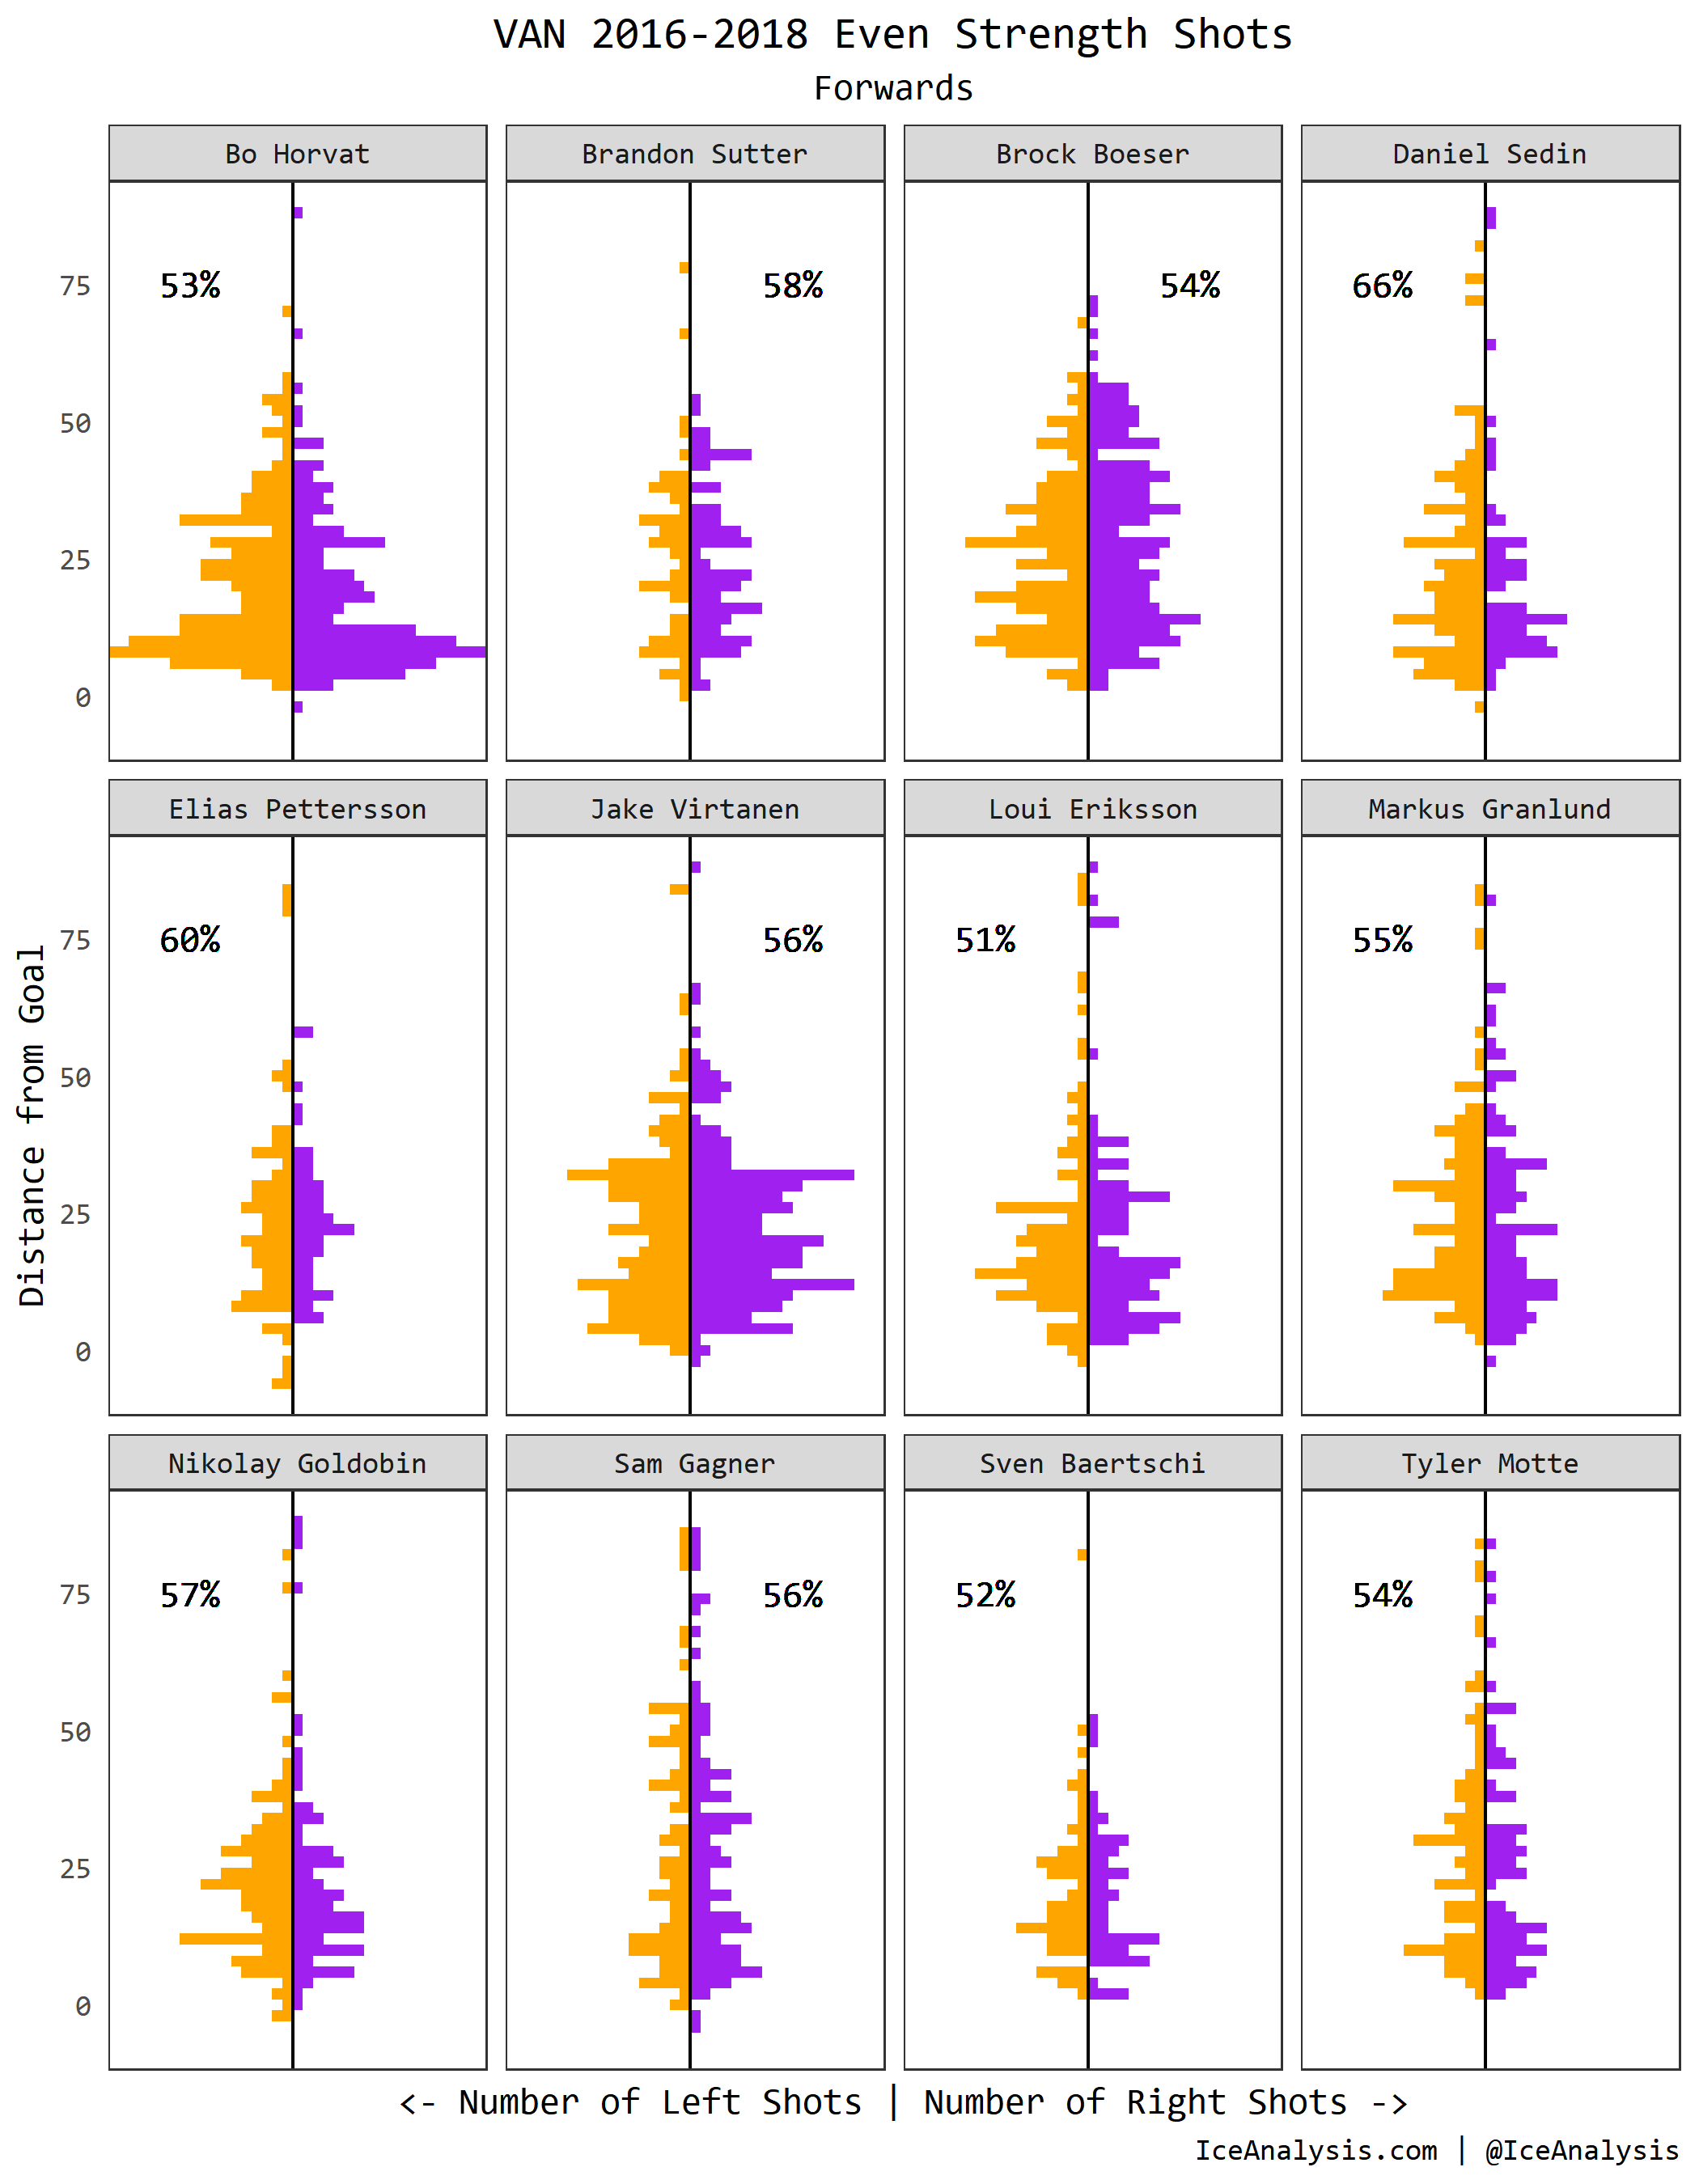 VAN 2016-2018 Even Strength Shots
Forwards
Bo Horvat
Brandon Sutter
Brock Boeser
Daniel Sedin
75
53%
58%
54%
66%
50
25
0
Elias Pettersson
Jake Virtanen
Loui Eriksson
Markus Granlund
75
60%
56%
51%
55%
50
25
0
Distance from Goal
Nikolay Goldobin
Sam Gagner
Sven Baertschi
Tyler Motte
75
57%
56%
52%
54%
50
25
0
<- Number of Left Shots | Number of Right Shots ->
IceAnalysis.com | @IceAnalysis